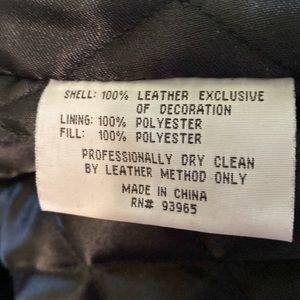 SHELL: 100% LEATHER EXCLUSIVE
OF DECORATION
LINING: 100% POLYESTER
FILL: 100% POLYESTER
PROFESSIONALLY DRY CLEAN
BY LEATHER METHOD ONLY
MADE IN CHINA
RN# 93965